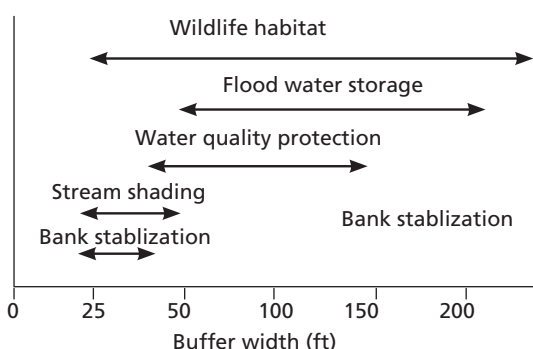 Wildlife habitat
Flood water storage
Water quality protection
Stream shading
Bank stablization
Bank stablization
0 25 50 100 150 200
Buffer width (ft)